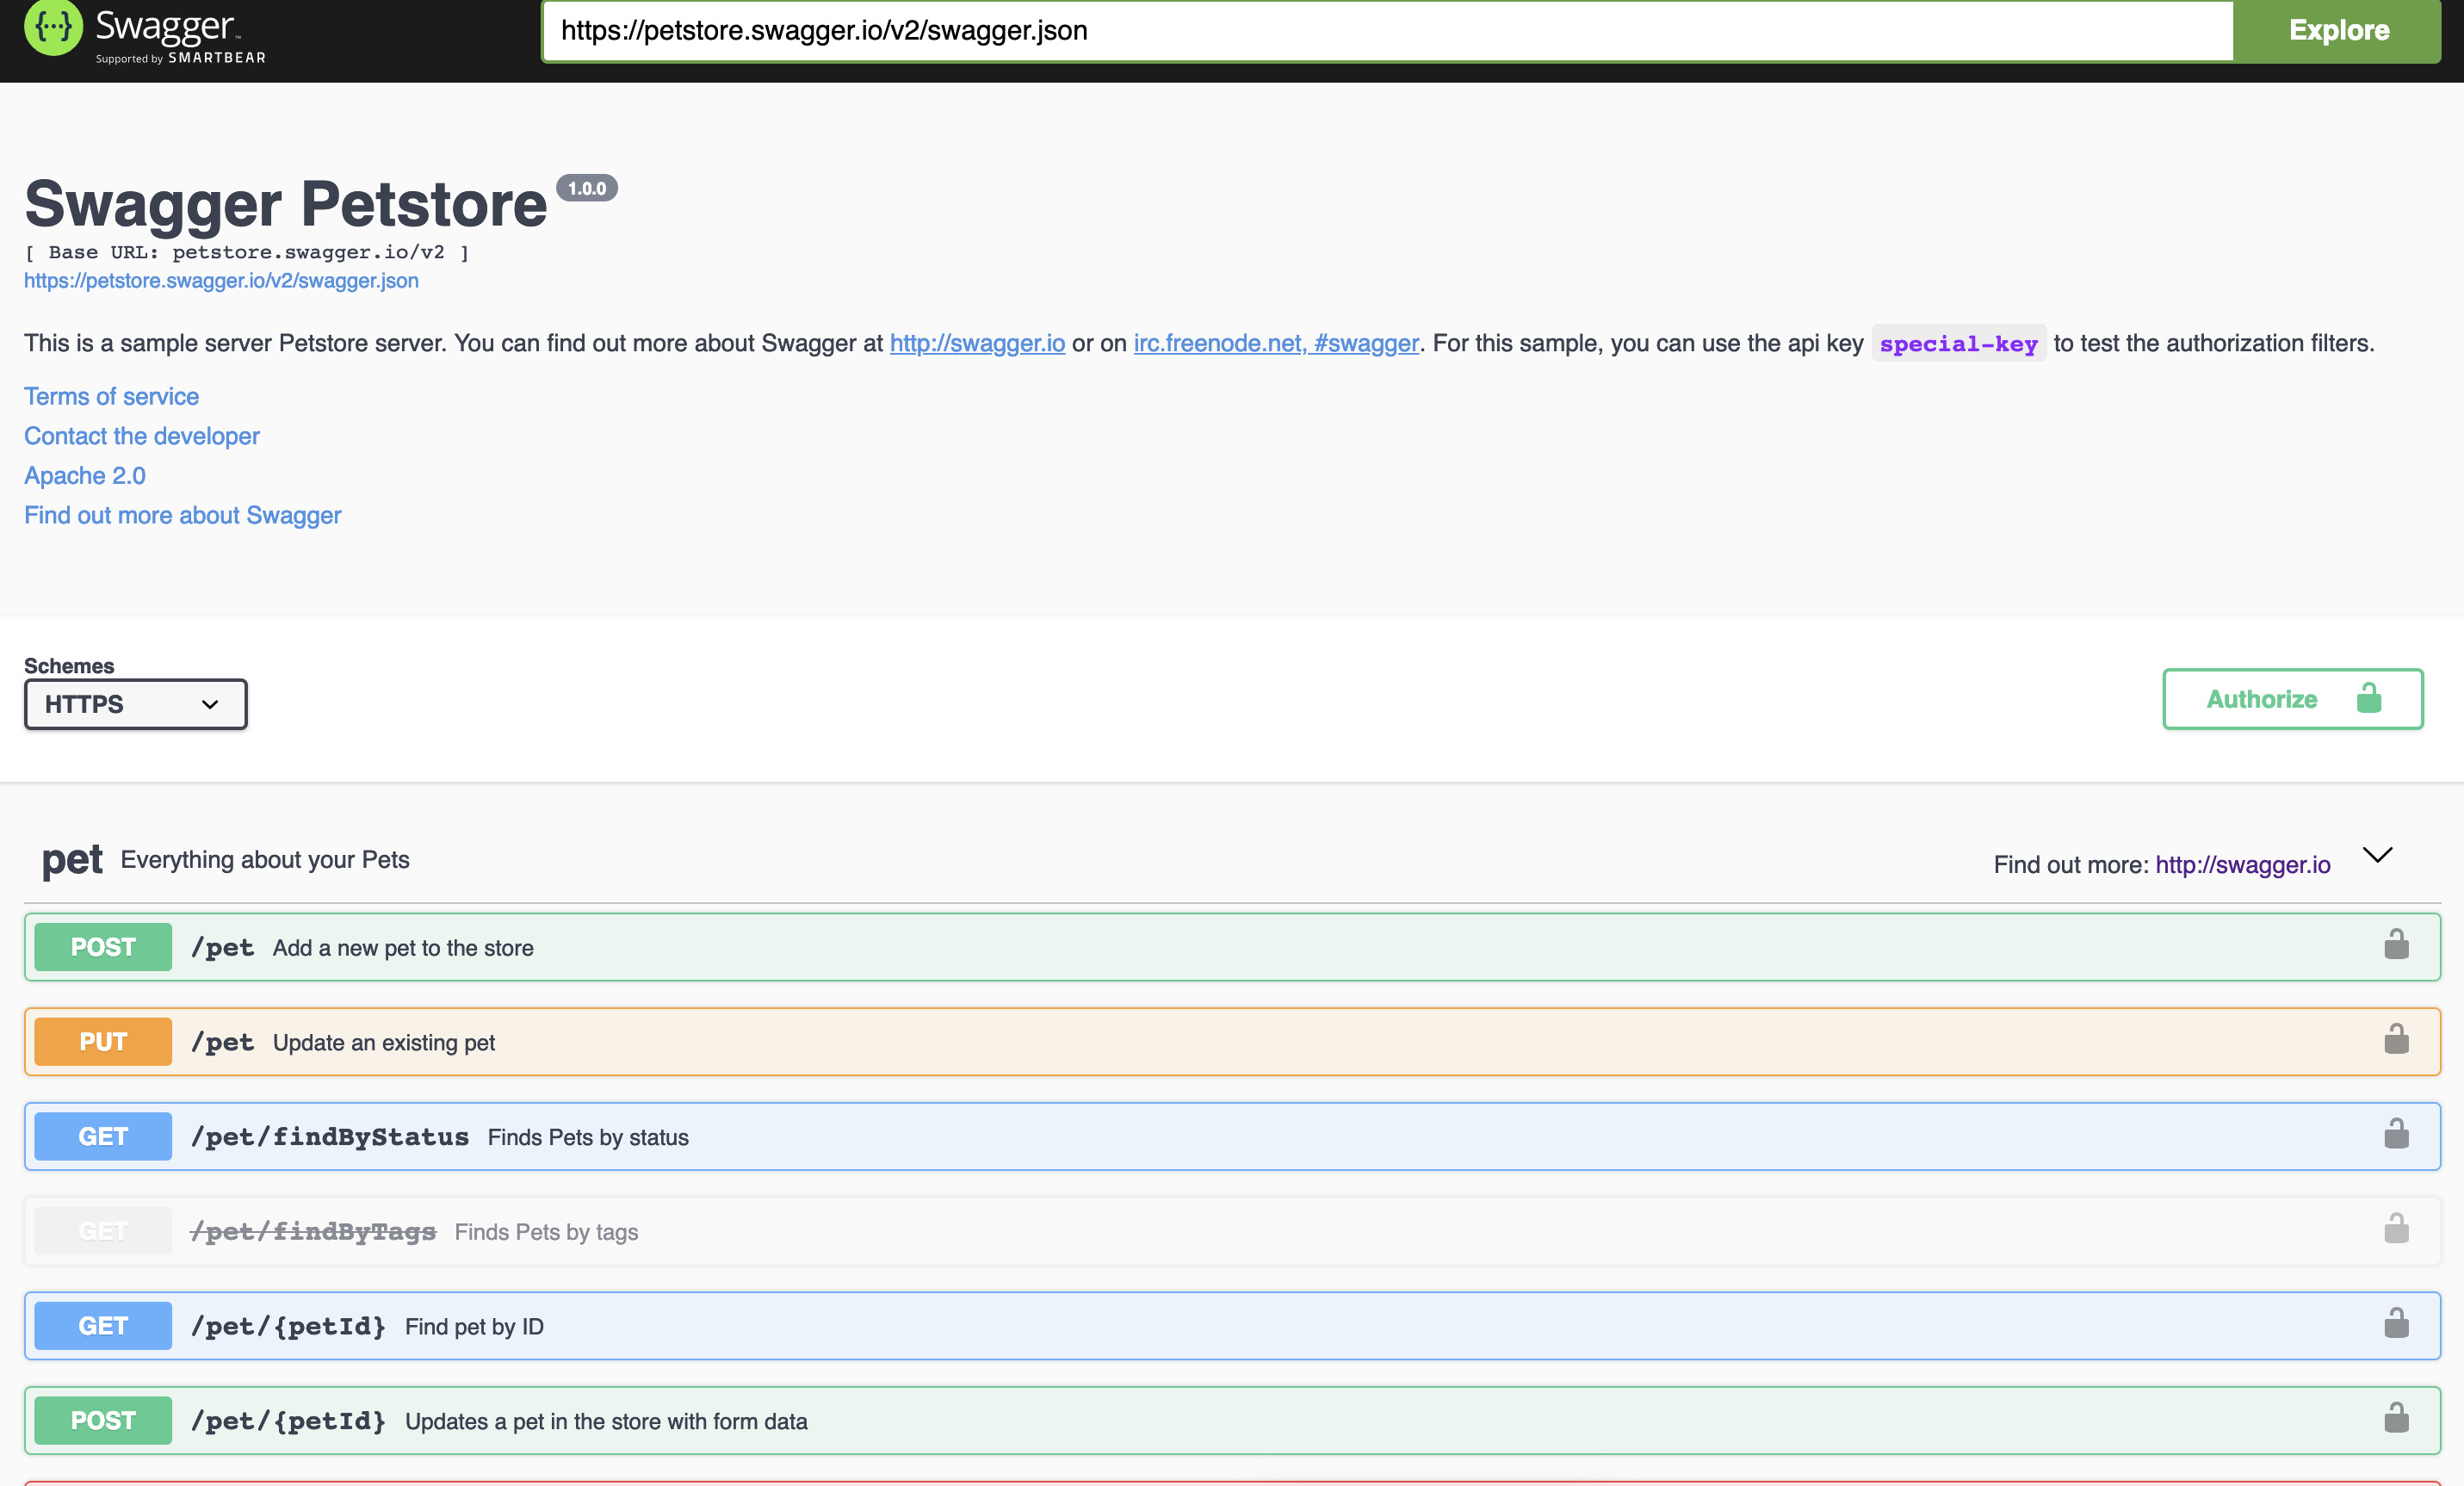 Swagger™
Supported by SMARTBEAR
https://petstore.swagger.io/v2/swagger.json
Explore
Swagger Petstore 1.0.0
[ Base URL: petstore.swagger.io/v2 ]
https://petstore.swagger.io/v2/swagger.json
This is a sample server Petstore server. You can find out more about Swagger at http://swagger.io or on irc.freenode.net, #swagger. For this sample, you can use the api key special-key to test the authorization filters.
Terms of service
Contact the developer
Apache 2.0
Find out more about Swagger
Schemes
HTTPS
Authorize
pet Everything about your Pets
Find out more: http://swagger.io
POST /pet Add a new pet to the store
PUT /pet Update an existing pet
GET /pet/findByStatus Finds Pets by status
GET /pet/findByTags Finds Pets by tags
GET /pet/{petId} Find pet by ID
POST /pet/{petId} Updates a pet in the store with form data